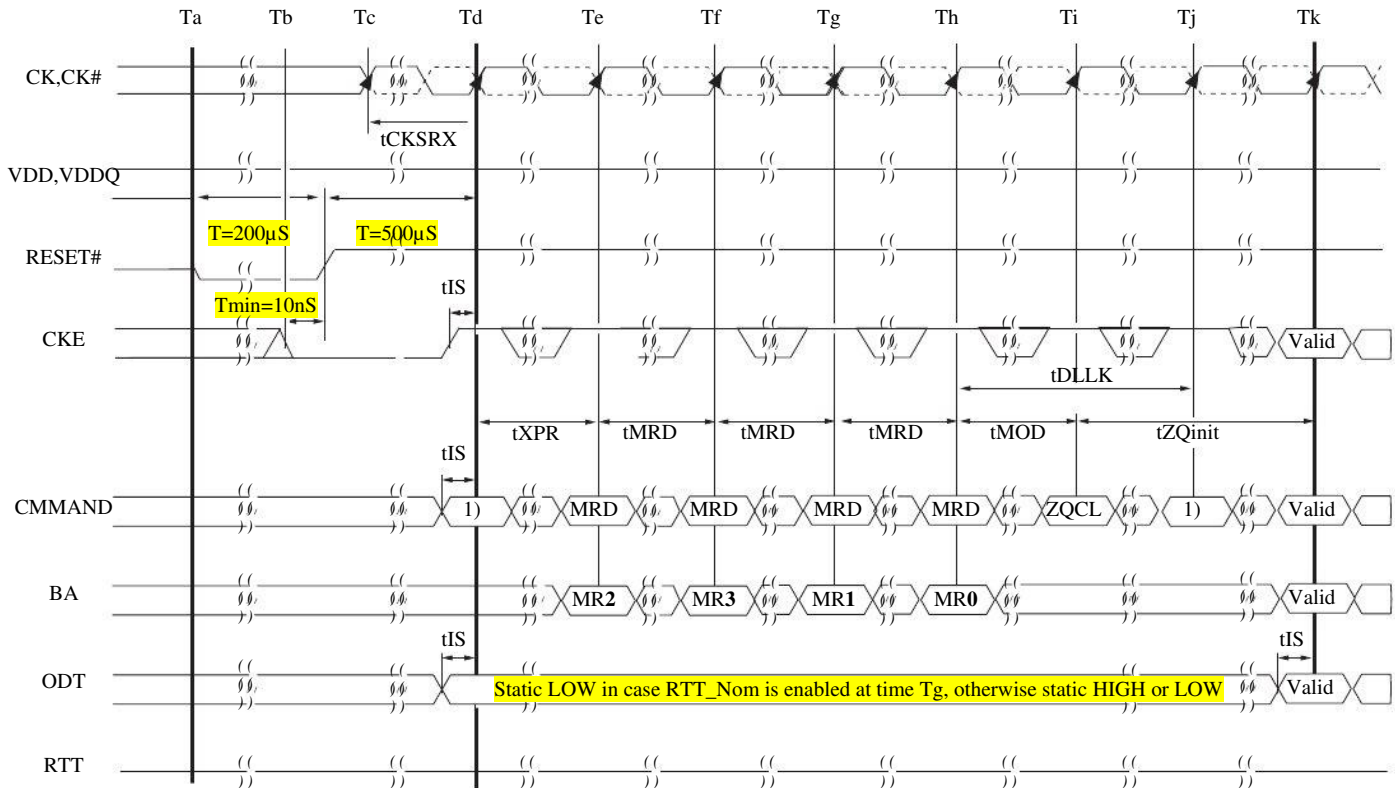 Ta Tb Tc Td Te Tf Tg Th Ti Tj Tk
CK,CK#
tCKSRX
VDD,VDDQ
T=200µS T=500µS
RESET#
Tmin=10nS tIS
CKE Valid
tDLLK
tXPR tMRD tMRD tMRD tMOD tZQinit
tIS
CMMAND 1) MRD MRD MRD MRD ZQCL 1) Valid
BA MR2 MR3 MR1 MR0 Valid
tIS tIS
ODT Static LOW in case RTT_Nom is enabled at time Tg, otherwise static HIGH or LOW Valid
RTT